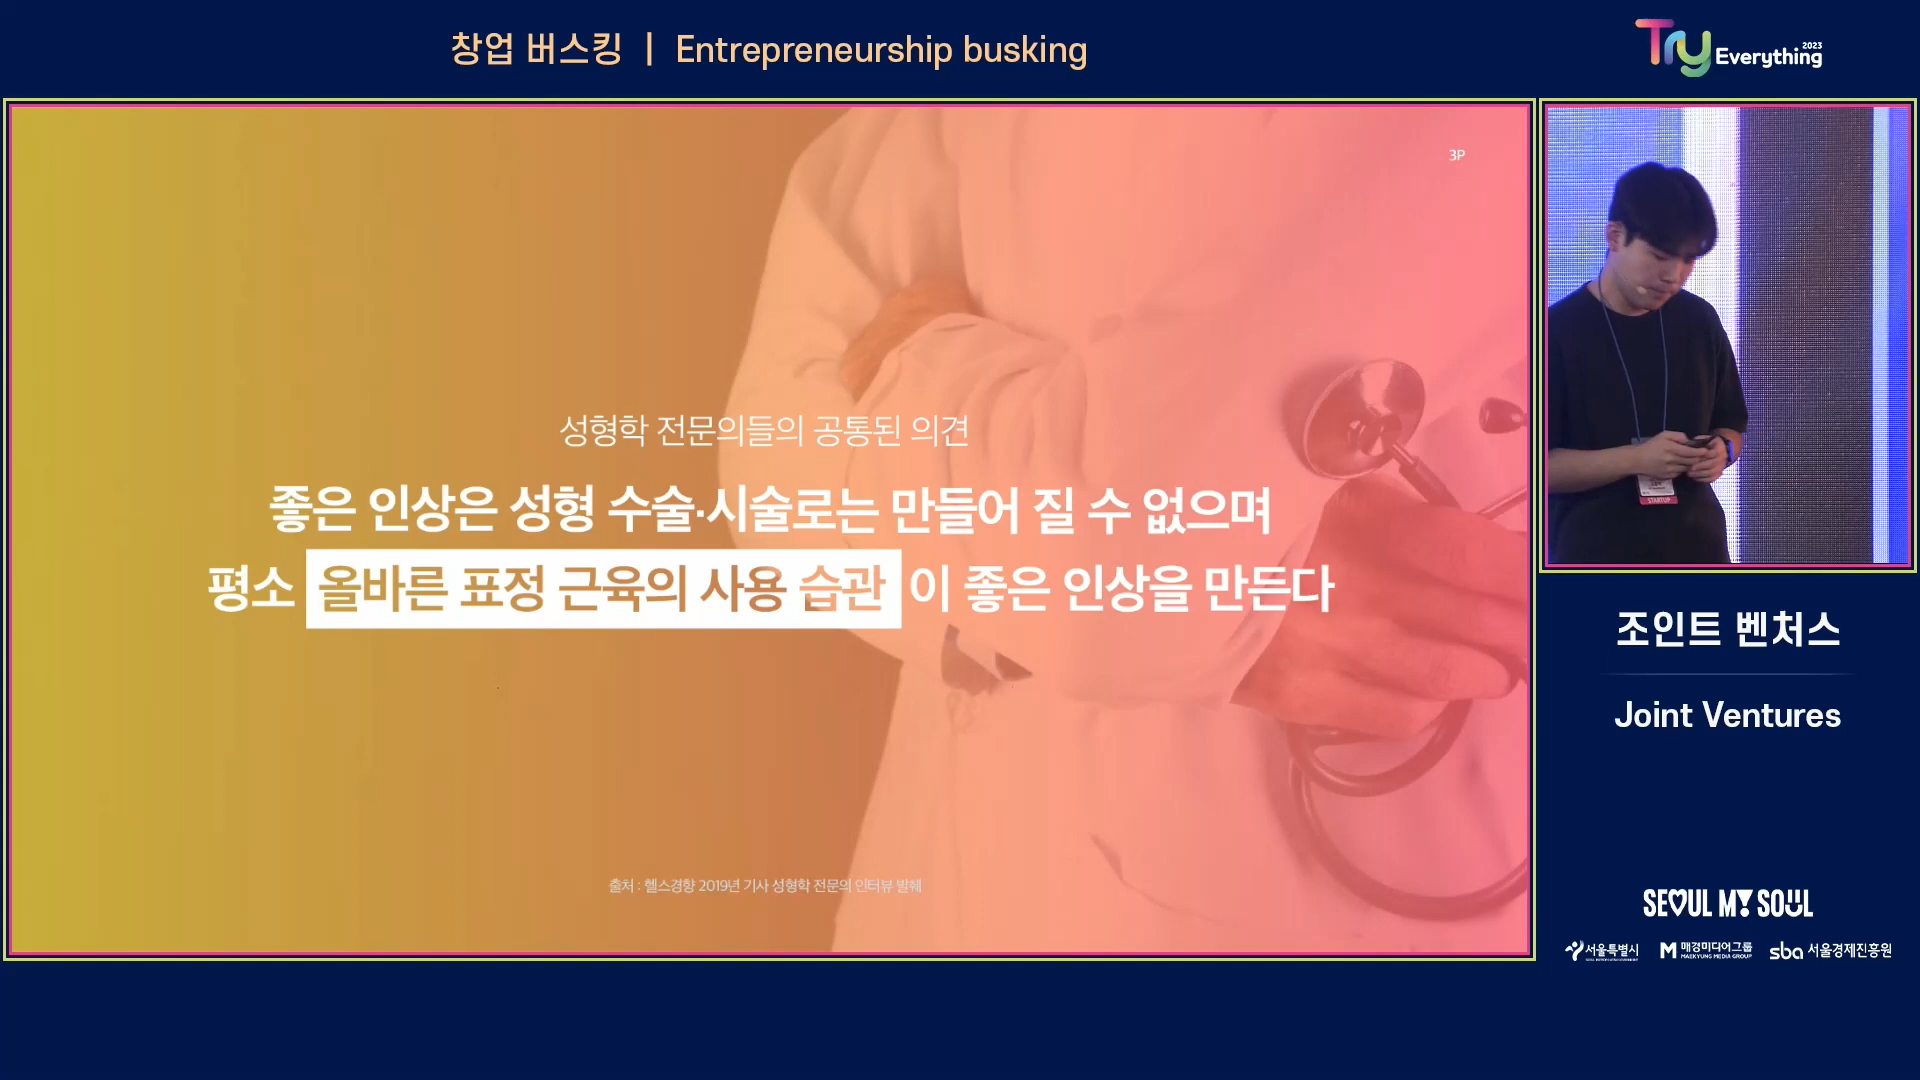 창업 버스킹 | Entrepreneurship busking
Try Everything 2023
3P
성형학 전문의들의 공통된 의견
좋은 인상은 성형 수술·시술로는 만들어 질 수 없으며
평소 올바른 표정 근육의 사용 습관 이 좋은 인상을 만든다
출처 : 헬스경향 2019년 기사 성형학 전문의 인터뷰 발췌
STARTUP
조인트 벤처스
Joint Ventures
SEOUL MY SOUL
서울특별시
매경미디어그룹
MAEKYUNG MEDIA GROUP
sba 서울경제진흥원